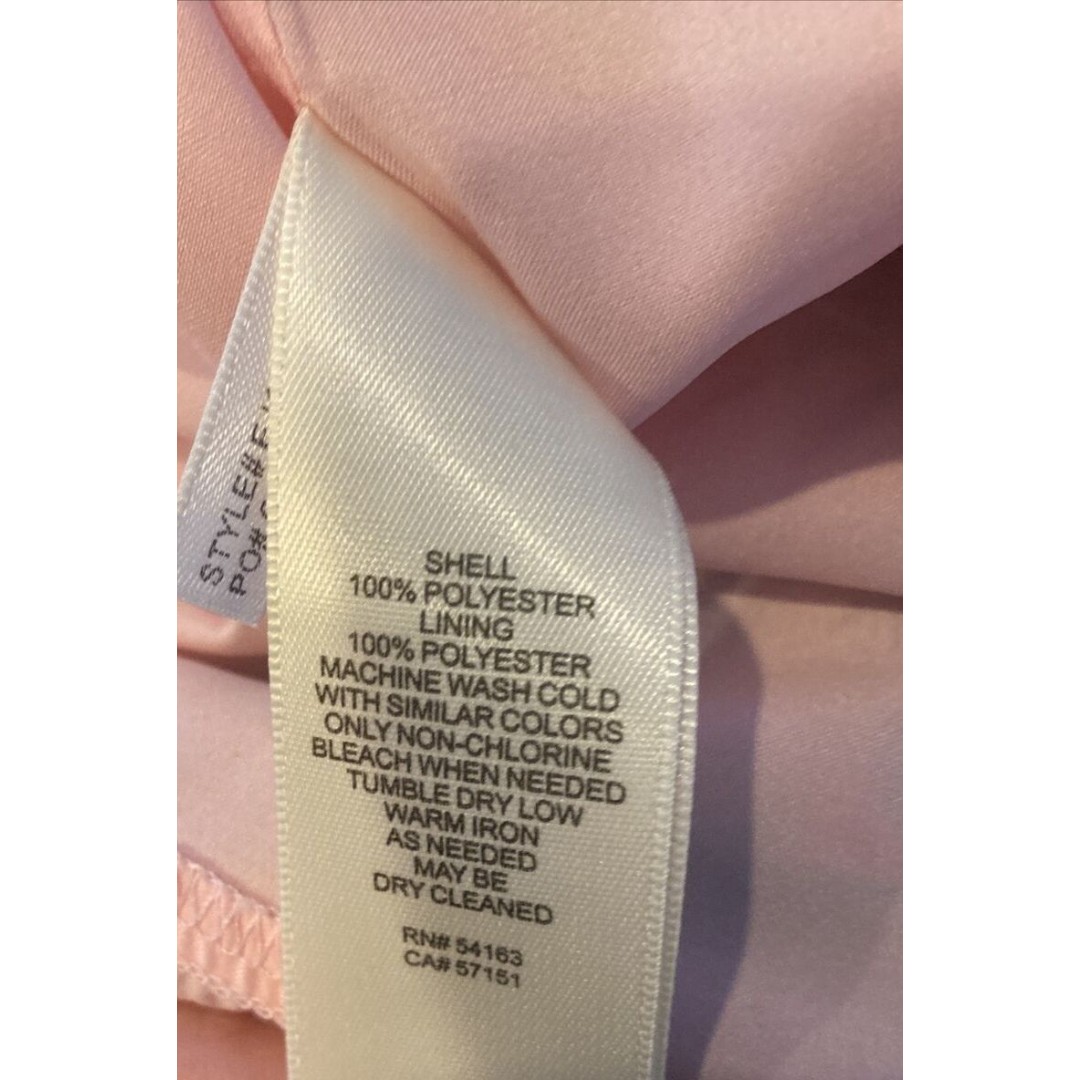 STYLE#
PO#
SHELL
100% POLYESTER
LINING
100% POLYESTER
MACHINE WASH COLD
WITH SIMILAR COLORS
ONLY NON-CHLORINE
BLEACH WHEN NEEDED
TUMBLE DRY LOW
WARM IRON
AS NEEDED
MAY BE
DRY CLEANED
RN# 54163
CA# 57151